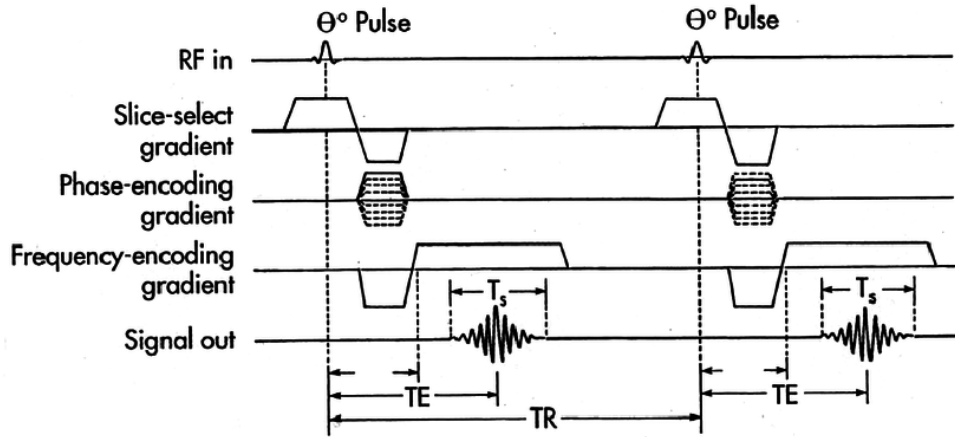 Θ° Pulse Θ° Pulse
RF in
Slice-select
gradient
Phase-encoding
gradient
Frequency-encoding
gradient
Ts Ts
Signal out
TE TE
TR